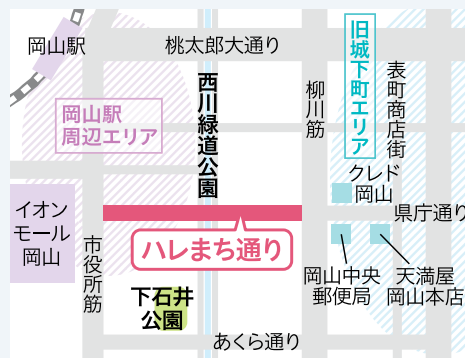 岡山駅
桃太郎大通り
旧城下町エリア
表町商店街
西川緑道公園
柳川筋
岡山駅
周辺エリア
クレド
岡山
イオン
モール
岡山
県庁通り
市役所筋
ハレまち通り
岡山中央
郵便局
天満屋
岡山本店
下石井
公園
あくら通り